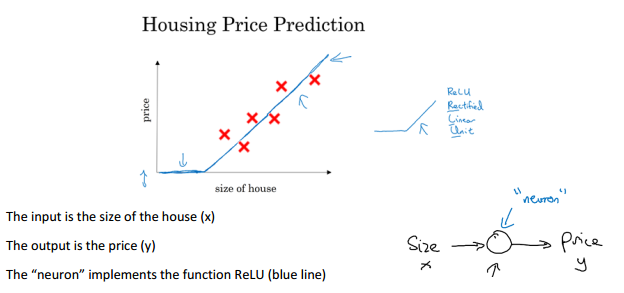 Housing Price Prediction
price
size of house
ReLU
Rectified
Linear
Unit
The input is the size of the house (x)
The output is the price (y)
The “neuron” implements the function ReLU (blue line)
"neuron"
Size
x
price
y